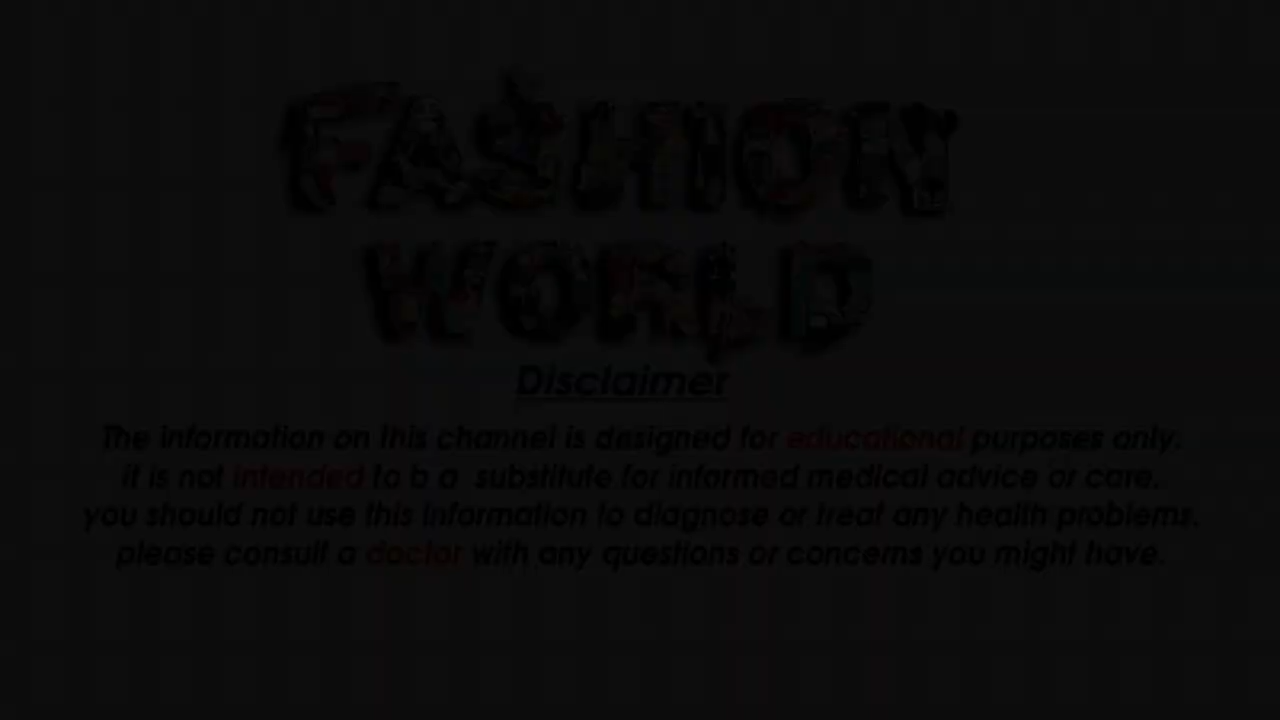 FASHION
WORLD
Disclaimer
The information on this channel is designed for educational purposes only.
it is not intended to b a substitute for informed medical advice or care.
you should not use this information to diagnose or treat any health problems.
please consult a doctor with any questions or concerns you might have.